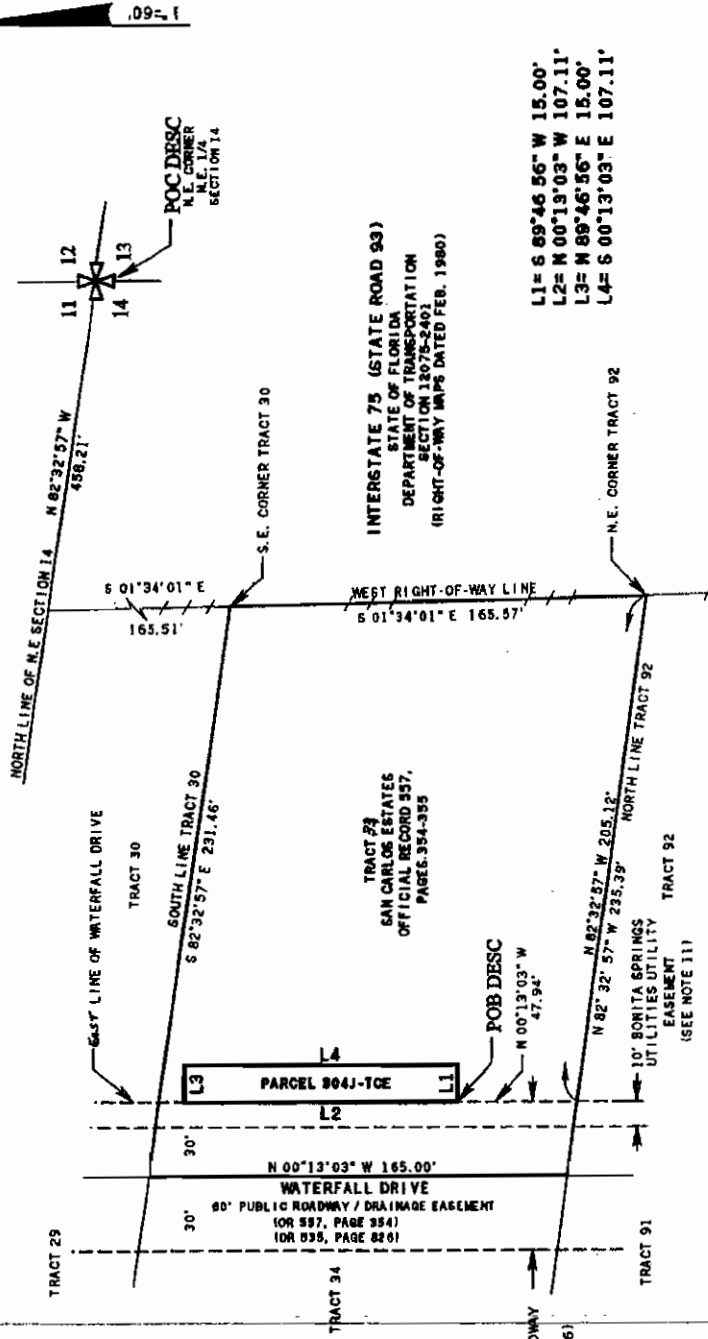 1"=60'
11
12
14
13
POC DESC
N.E. CORNER
N.E. 1/4
SECTION 14
NORTH LINE OF N.E SECTION 14
N 82°32'57" W
458.21'
S 01°34'01" E
165.51'
S.E. CORNER TRACT 30
INTERSTATE 75 (STATE ROAD 93)
STATE OF FLORIDA
DEPARTMENT OF TRANSPORTATION
SECTION 12075-2402
(RIGHT-OF-WAY MAPS DATED FEB. 1980)
L1= S 89°46'56" W 15.00'
L2= N 00°13'03" W 107.11'
L3= N 89°46'56" E 15.00'
L4= S 00°13'03" E 107.11'
WEST RIGHT-OF-WAY LINE
S 01°34'01" E 165.57'
N.E. CORNER TRACT 92
EAST LINE OF WATERFALL DRIVE
TRACT 30
SOUTH LINE TRACT 30
S 82°32'57" E 231.46'
TRACT
SAN CARLOS ESTATES
OFFICIAL RECORD 557,
PAGES 354-355
N 82°32'57" W 205.12'
NORTH LINE TRACT 92
N 82° 32' 57" W 235.39'
TRACT 92
10' BONITA SPRINGS
UTILITIES UTILITY
EASEMENT
(SEE NOTE 11)
POB DESC
N 00°13'03" W
47.94'
L3
L4
PARCEL 904J-TCE
L1
L2
30'
N 00°13'03" W 165.00'
WATERFALL DRIVE
60' PUBLIC ROADWAY / DRAINAGE EASEMENT
(OR 557, PAGE 354)
(OR 535, PAGE 826)
30'
TRACT 29
TRACT 34
TRACT 91